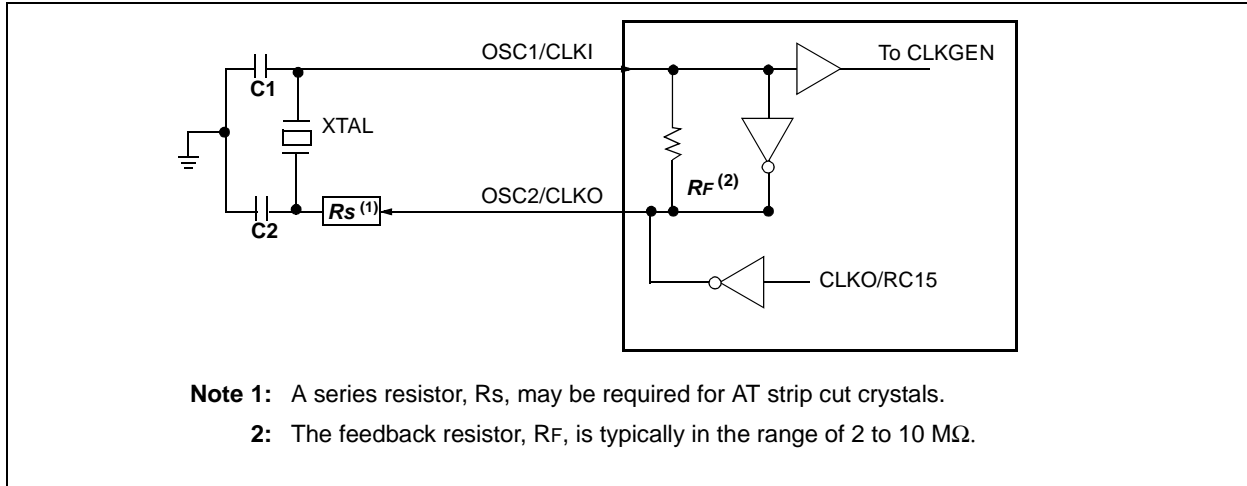 OSC1/CLKI
To CLKGEN
C1
XTAL
RF (2)
OSC2/CLKO
Rs (1)
C2
CLKO/RC15
Note 1: A series resistor, Rs, may be required for AT strip cut crystals.
2: The feedback resistor, RF, is typically in the range of 2 to 10 MΩ.